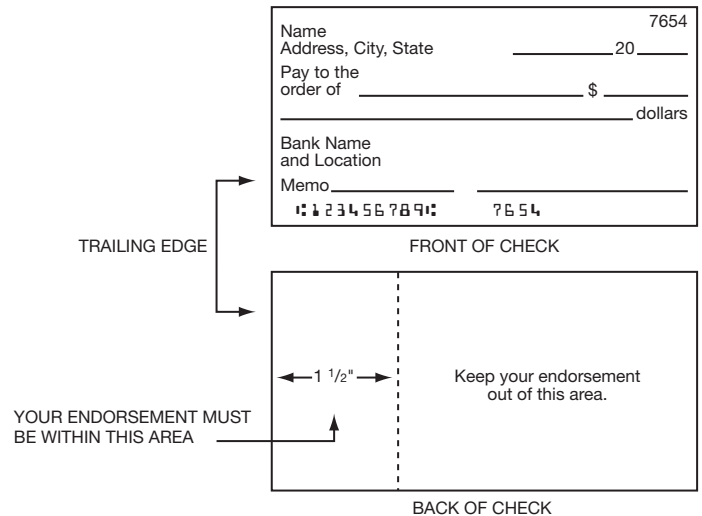 7654
Name
Address, City, State 20
Pay to the
order of $
dollars
Bank Name
and Location
Memo
⑆123456789⑆ 7654
TRAILING EDGE
FRONT OF CHECK
1 1/2"
Keep your endorsement
out of this area.
YOUR ENDORSEMENT MUST
BE WITHIN THIS AREA
BACK OF CHECK